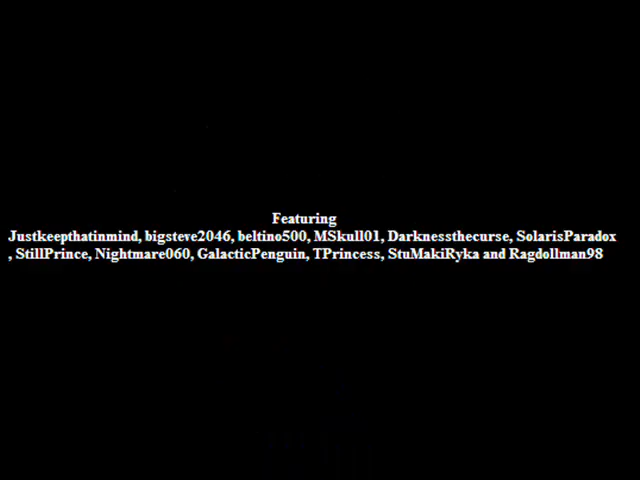 Featuring
Justkeepthatinmind, bigsteve2046, beltino500, MSkull01, Darknessthecurse, SolarisParadox
, StillPrince, Nightmare060, GalacticPenguin, TPrincess, StuMakiRyka and Ragdollman98